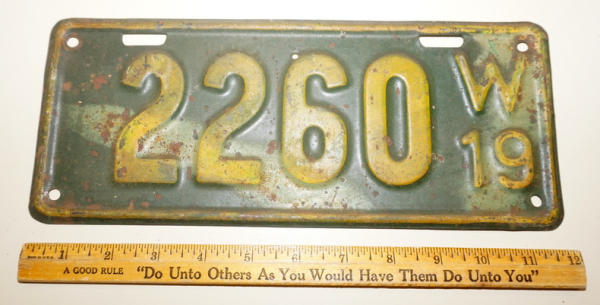 2260
W
19
1 2 3 4 5 6 7 8 9 10 11 12
A GOOD RULE "Do Unto Others As You Would Have Them Do Unto You"